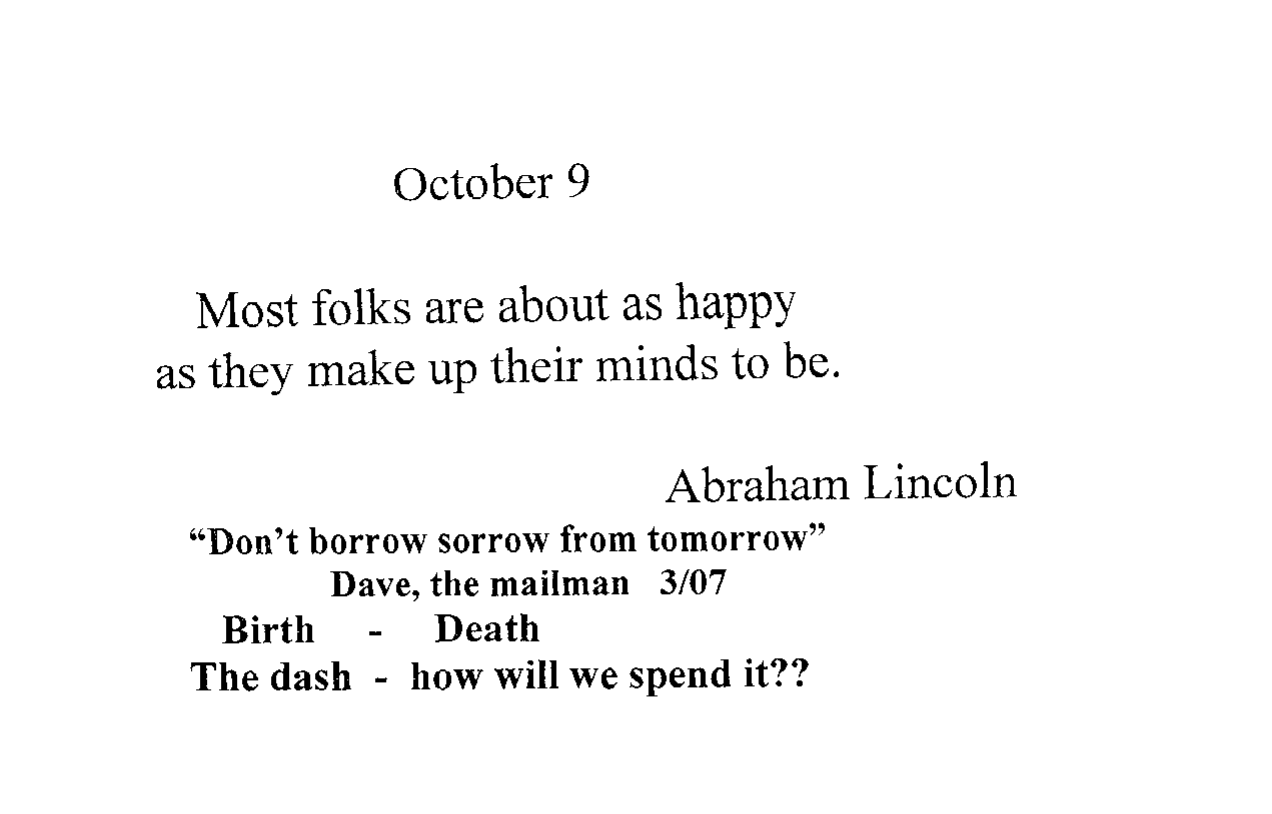 October 9
Most folks are about as happy
as they make up their minds to be.
Abraham Lincoln
“Don’t borrow sorrow from tomorrow”
Dave, the mailman 3/07
Birth - Death
The dash - how will we spend it??